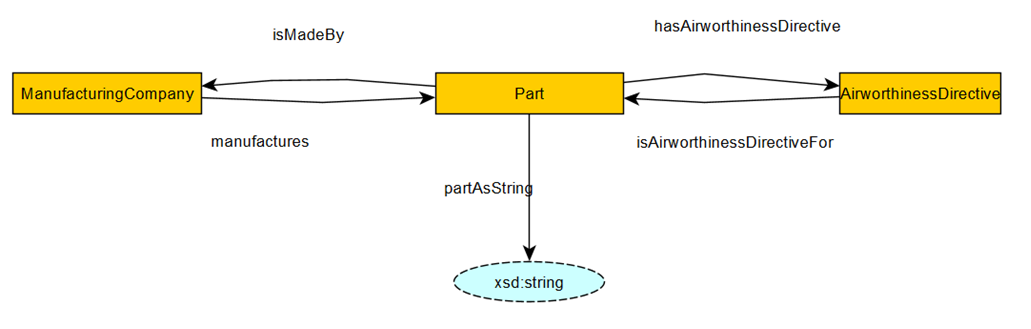 hasAirworthinessDirective
isMadeBy
ManufacturingCompany
Part
AirworthinessDirective
manufactures
isAirworthinessDirectiveFor
partAsString
xsd:string